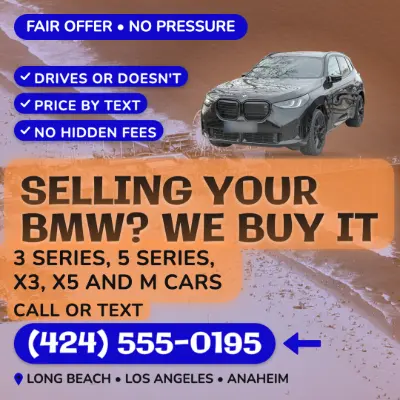 FAIR OFFER • NO PRESSURE
DRIVES OR DOESN'T
PRICE BY TEXT
NO HIDDEN FEES
SELLING YOUR
BMW? WE BUY IT
3 SERIES, 5 SERIES,
X3, X5 AND M CARS
CALL OR TEXT
(424) 555-0195
LONG BEACH • LOS ANGELES • ANAHEIM